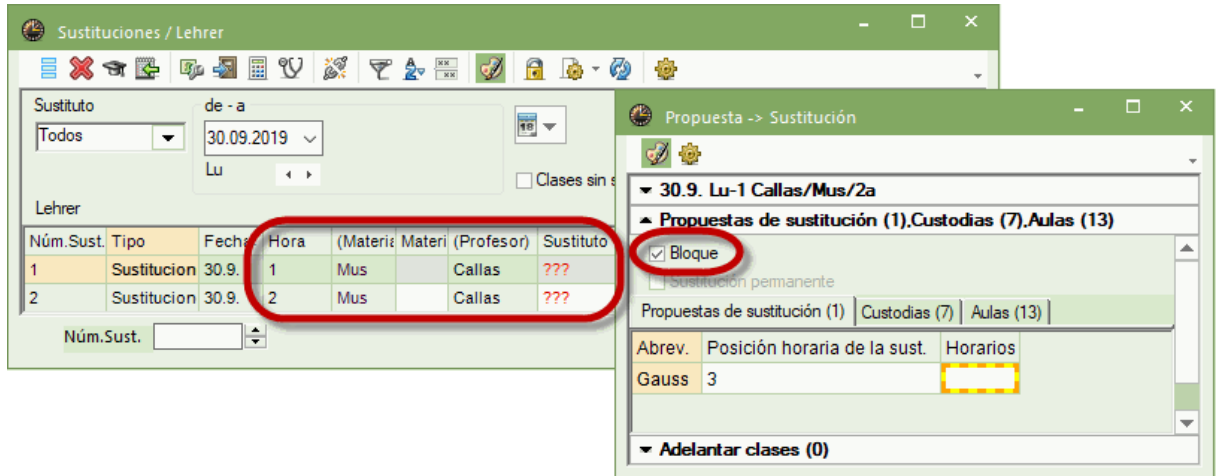 Sustituciones / Lehrer
Sustituto
de - a
Todos
30.09.2019
Lu
18
Clases sin s
Lehrer
Núm.Sust. Tipo Fecha Hora (Materia Materi (Profesor) Sustituto
1 Sustitucion 30.9. 1 Mus Callas ???
2 Sustitucion 30.9. 2 Mus Callas ???
Núm.Sust.
Propuesta -> Sustitución
30.9. Lu-1 Callas/Mus/2a
Propuestas de sustitución (1),Custodias (7),Aulas (13)
Bloque
Sustitución permanente
Propuestas de sustitución (1) Custodias (7) Aulas (13)
Abrev. Posición horaria de la sust. Horarios
Gauss 3
Adelantar clases (0)